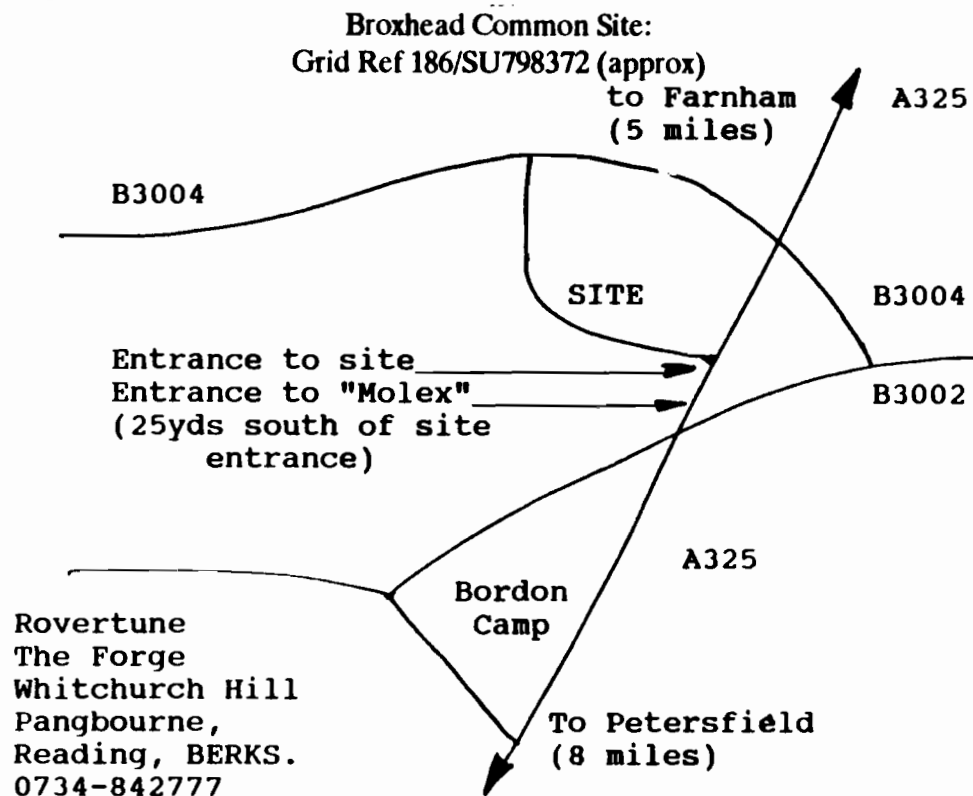 Broxhead Common Site:
Grid Ref 186/SU798372 (approx)
to Farnham
(5 miles)
A325
B3004
SITE
B3004
Entrance to site
Entrance to "Molex"
(25yds south of site
entrance)
B3002
A325
Bordon
Camp
Rovertune
The Forge
Whitchurch Hill
Pangbourne,
Reading, BERKS.
0734-842777
To Petersfield
(8 miles)